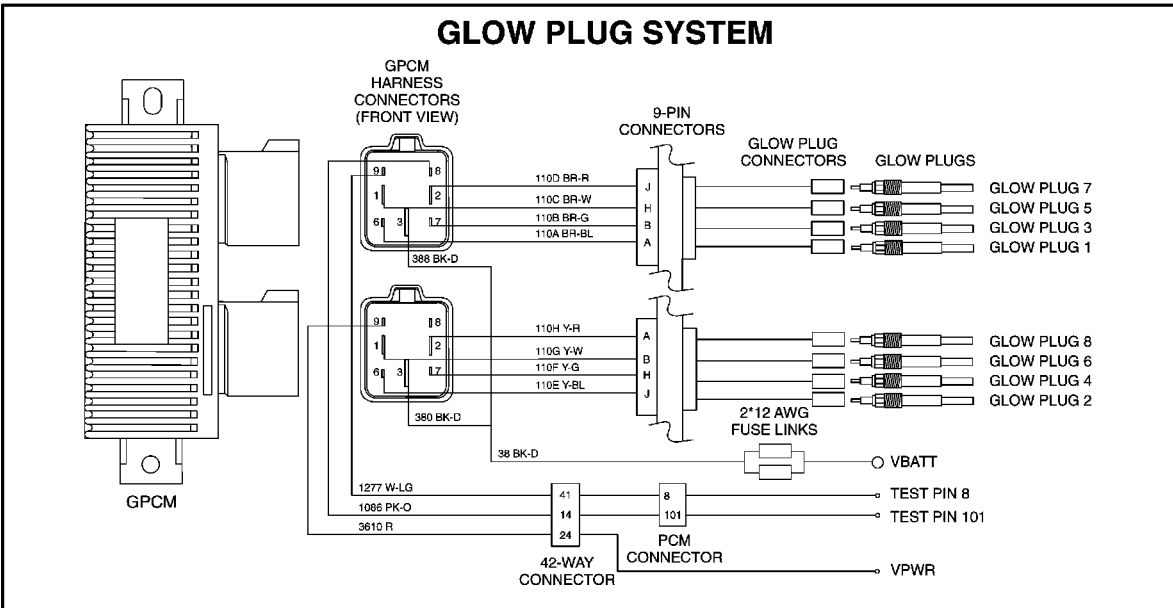 GLOW PLUG SYSTEM
GPCM
HARNESS
CONNECTORS
(FRONT VIEW)
9-PIN
CONNECTORS
GLOW PLUG
CONNECTORS
GLOW PLUGS
9
8
1
2
6
3
7
110D BR-R
110C BR-W
110B BR-G
110A BR-BL
388 BK-D
J
H
B
A
GLOW PLUG 7
GLOW PLUG 5
GLOW PLUG 3
GLOW PLUG 1
9
8
1
2
6
3
7
110H Y-R
110G Y-W
110F Y-G
110E Y-BL
380 BK-D
A
B
H
J
GLOW PLUG 8
GLOW PLUG 6
GLOW PLUG 4
GLOW PLUG 2
2*12 AWG
FUSE LINKS
38 BK-D
VBATT
GPCM
1277 W-LG
1086 PK-O
3610 R
41
14
24
8
101
TEST PIN 8
TEST PIN 101
42-WAY
CONNECTOR
PCM
CONNECTOR
VPWR